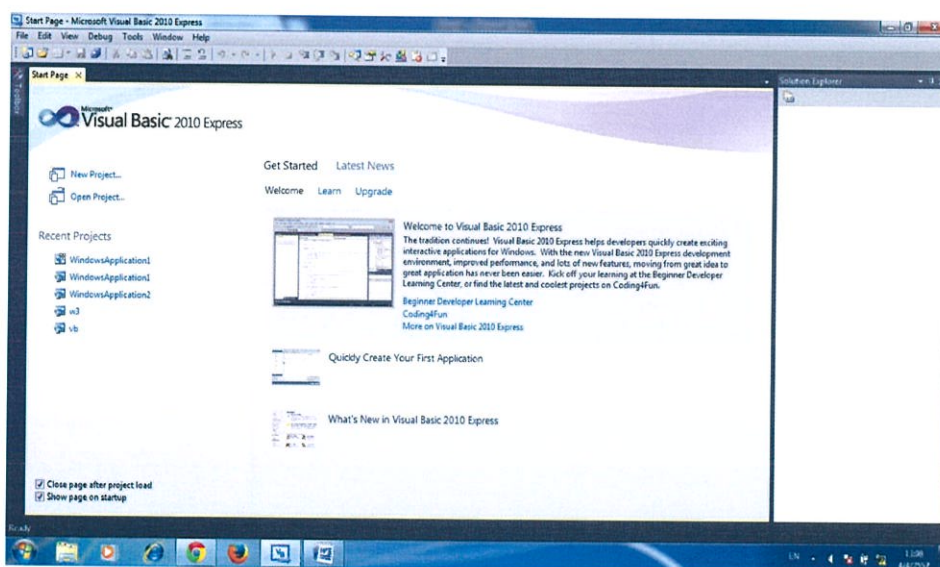 Start Page - Microsoft Visual Basic 2010 Express
File Edit View Debug Tools Window Help
Start Page
Solution Explorer
Toolbox
Microsoft
Visual Basic 2010 Express
New Project...
Open Project...
Recent Projects
WindowsApplication1
WindowsApplication1
WindowsApplication2
vb
Get Started Latest News
Welcome Learn Upgrade
Welcome to Visual Basic 2010 Express
The tradition continues! Visual Basic 2010 Express helps developers quickly create exciting
interactive applications for Windows. With the new Visual Basic 2010 Express development
environment, improved performance, and lots of new features, moving from great idea to
great application has never been easier. Kick off your learning at the Beginner Developer
Learning Center, or find the latest and coolest projects on Coding4Fun.
Beginner Developer Learning Center
Coding4Fun
More on Visual Basic 2010 Express
Quickly Create Your First Application
What's New in Visual Basic 2010 Express
Close page after project load
Show page on startup
Ready
EN